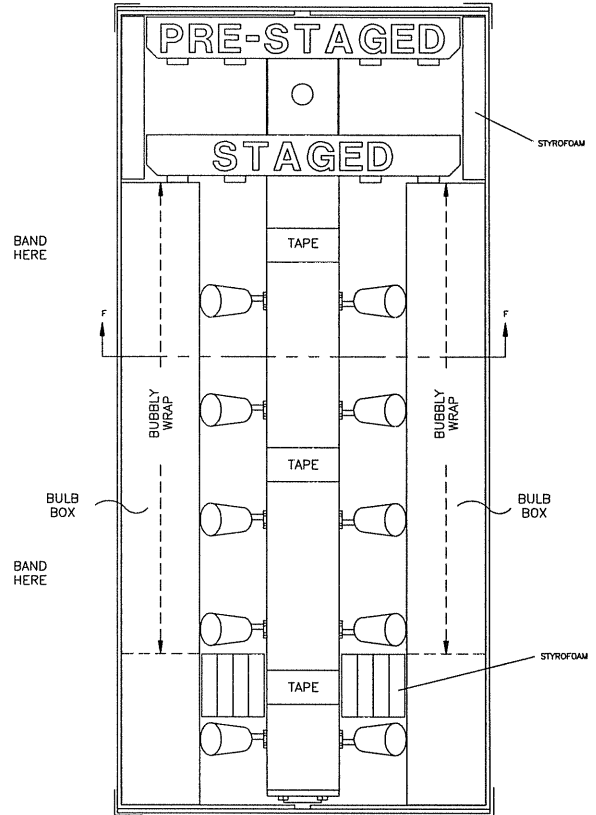 PRE-STAGED
STYROFOAM
STAGED
BAND
HERE
TAPE
F
F
BUBBLY
WRAP
BUBBLY
WRAP
TAPE
BULB
BOX
BULB
BOX
BAND
HERE
STYROFOAM
TAPE